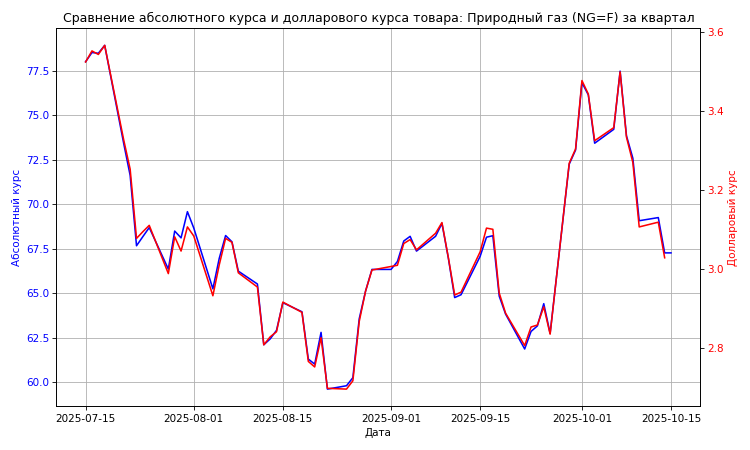 Сравнение абсолютного курса и долларового курса товара: Природный газ (NG=F) за квартал
Абсолютный курс
77.5
75.0
72.5
70.0
67.5
65.0
62.5
60.0
3.6
3.4
3.2
3.0
2.8
Долларовый курс
2025-07-15 2025-08-01 2025-08-15 2025-09-01 2025-09-15 2025-10-01 2025-10-15
Дата